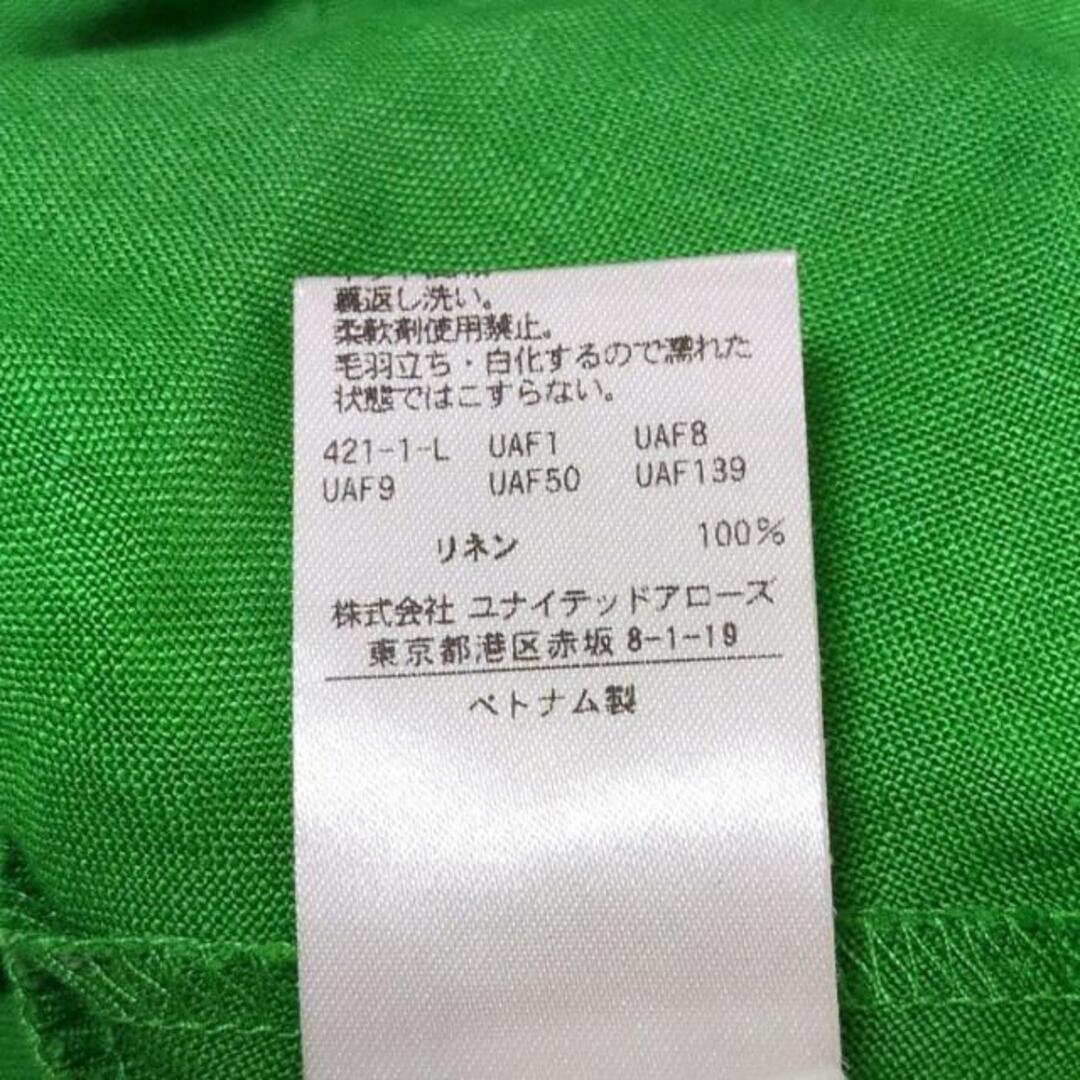 裏返し洗い。
柔軟剤使用禁止。
毛羽立ち・白化するので濡れた
状態ではこすらない。
421-1-L UAF1 UAF8
UAF9 UAF50 UAF139
リネン 100%
株式会社 ユナイテッドアローズ
東京都港区赤坂 8-1-19
ベトナム製